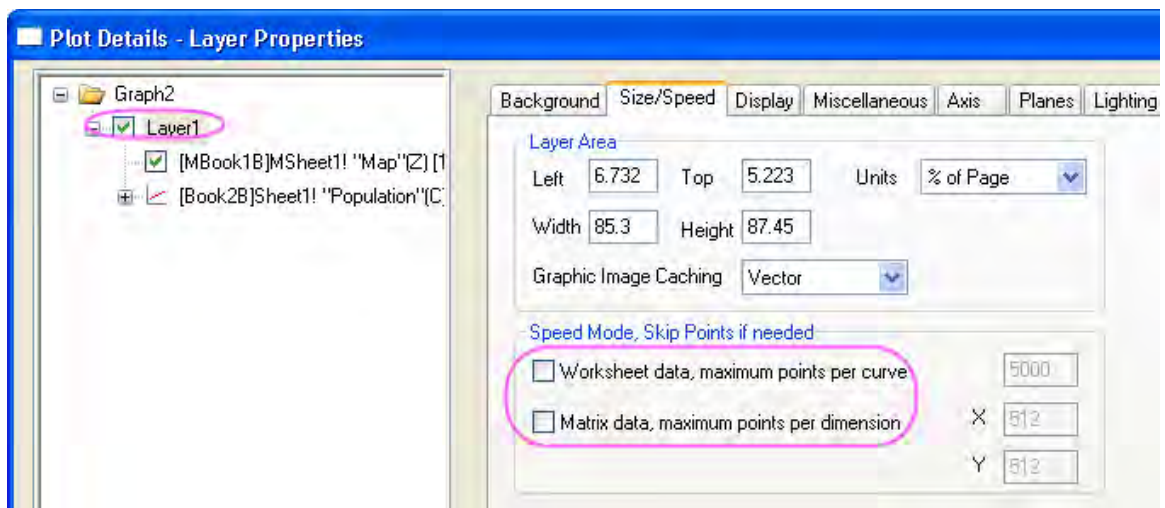 Plot Details - Layer Properties
Graph2
Layer1
[MBook1B]MSheet1! "Map"(Z) [1
[Book2B]Sheet1! "Population"(C)
Background Size/Speed Display Miscellaneous Axis Planes Lighting
Layer Area
Left 6.732 Top 5.223 Units % of Page
Width 85.3 Height 87.45
Graphic Image Caching Vector
Speed Mode, Skip Points if needed
Worksheet data, maximum points per curve 5000
Matrix data, maximum points per dimension X 512
Y 512